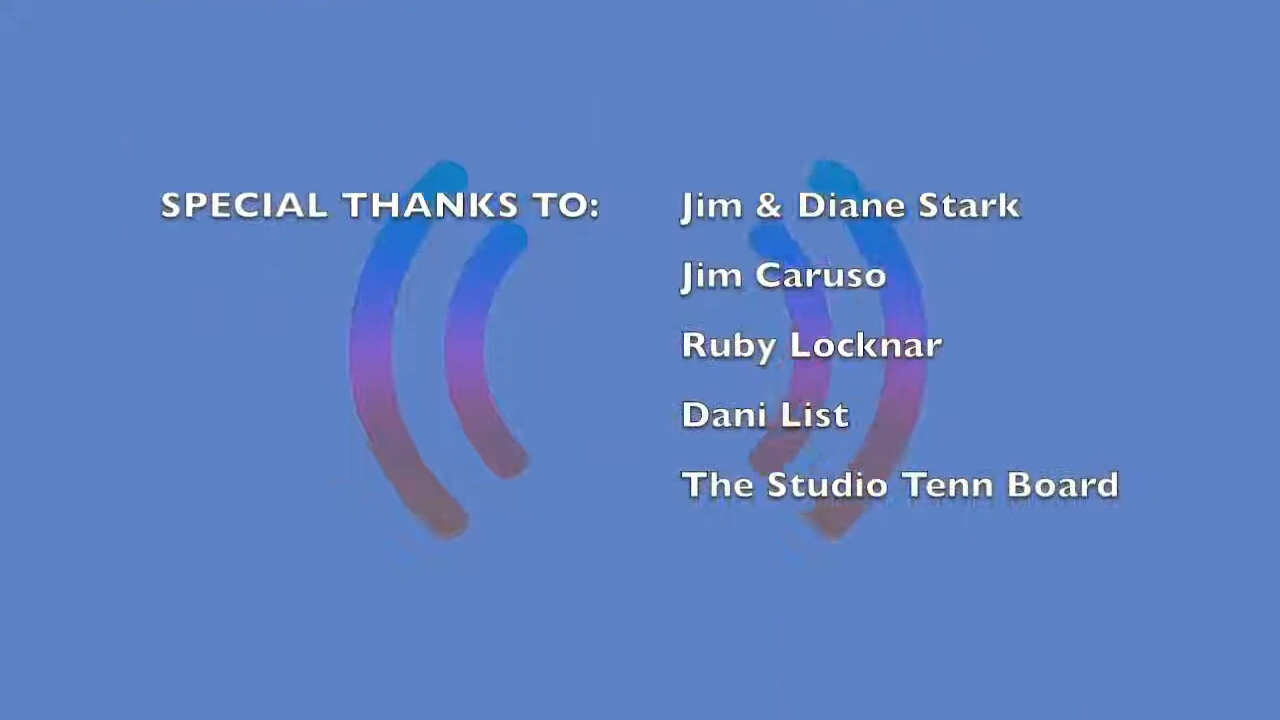 SPECIAL THANKS TO: Jim & Diane Stark
Jim Caruso
Ruby Locknar
Dani List
The Studio Tenn Board